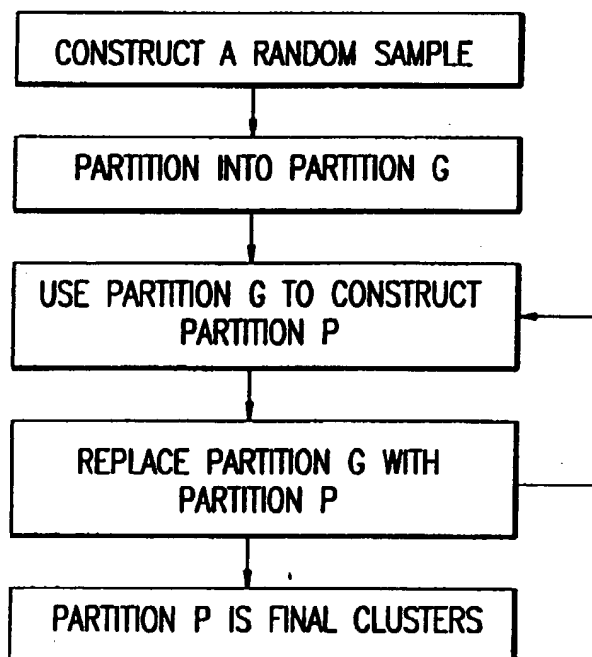 CONSTRUCT A RANDOM SAMPLE
PARTITION INTO PARTITION G
USE PARTITION G TO CONSTRUCT
PARTITION P
REPLACE PARTITION G WITH
PARTITION P
PARTITION P IS FINAL CLUSTERS